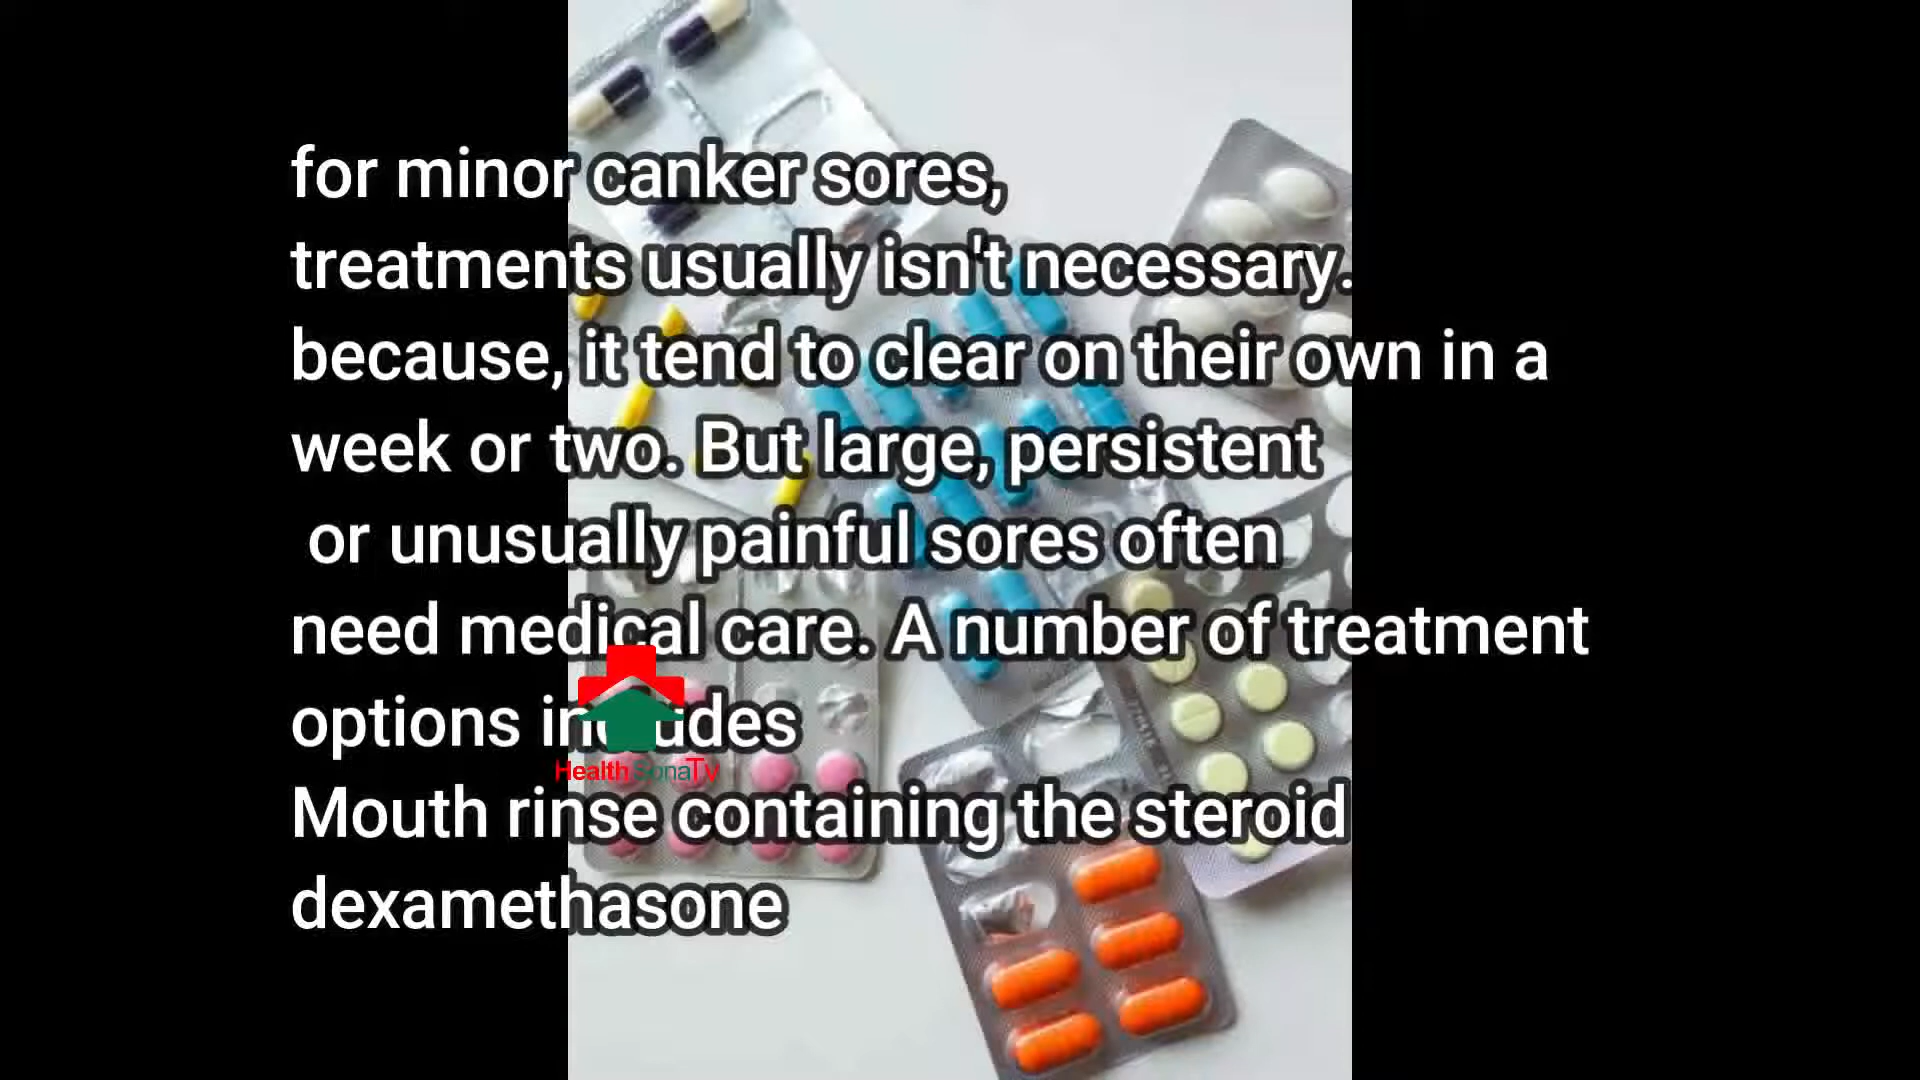 for minor canker sores,
treatments usually isn't necessary.
because, it tend to clear on their own in a
week or two. But large, persistent
or unusually painful sores often
need medical care. A number of treatment
options includes
HealthSonaTv
Mouth rinse containing the steroid
dexamethasone